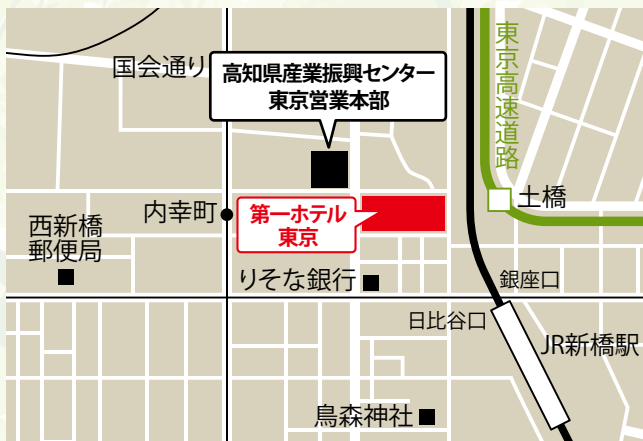 国会通り
高知県産業振興センター
東京営業本部
東京高速道路
土橋
内幸町
第一ホテル
東京
西新橋
郵便局
りそな銀行
銀座口
日比谷口
JR新橋駅
烏森神社